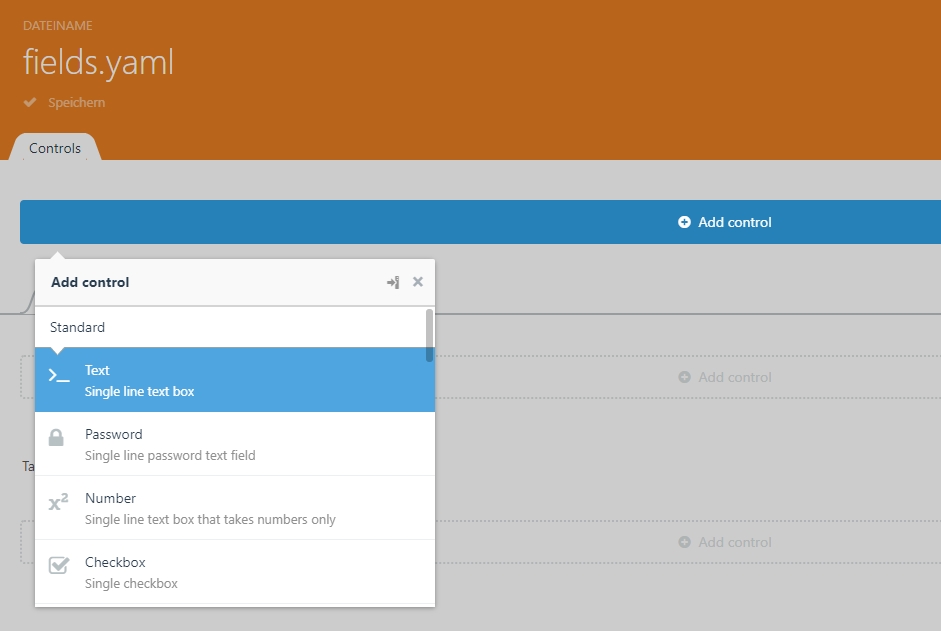 DATEINAME
fields.yaml
Speichern
Controls
Add control
Add control
Standard
Text
Single line text box
Add control
Password
Single line password text field
Ta
Number
Single line text box that takes numbers only
Add control
Checkbox
Single checkbox